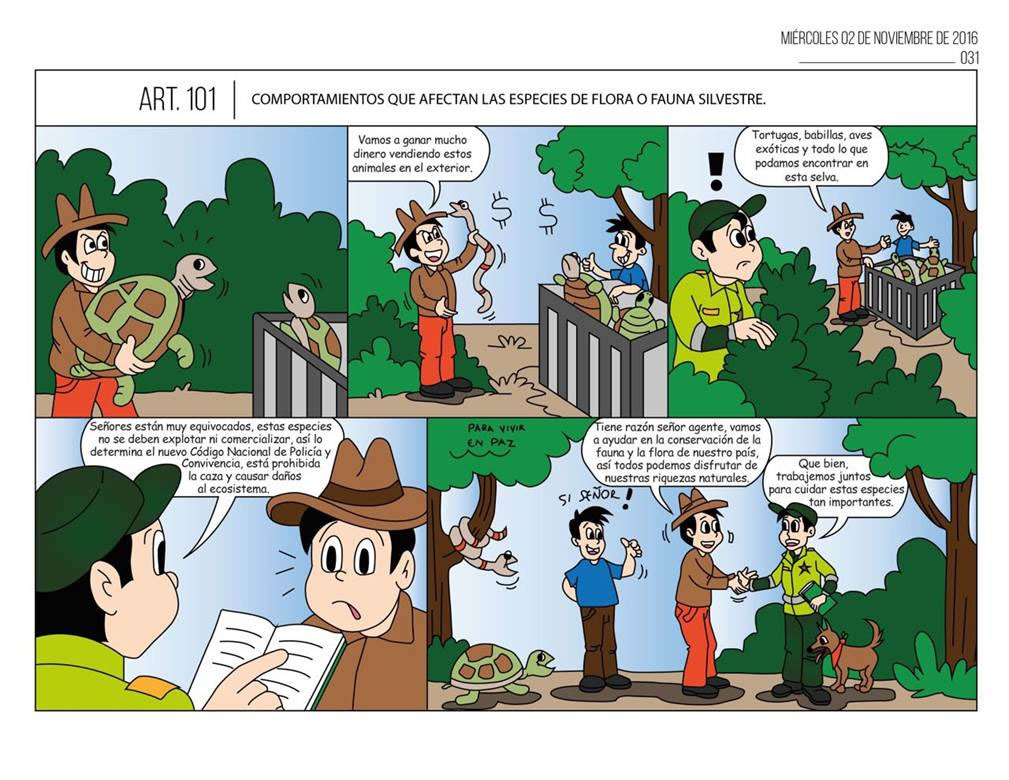 MIÉRCOLES 02 DE NOVIEMBRE DE 2016
031
ART. 101
COMPORTAMIENTOS QUE AFECTAN LAS ESPECIES DE FLORA O FAUNA SILVESTRE.
Vamos a ganar mucho
dinero vendiendo estos
animales en el exterior.
$ $
!
Tortugas, babillas, aves
exóticas y todo lo que
podamos encontrar en
esta selva.
Señores están muy equivocados, estas especies
no se deben explotar ni comercializar, así lo
determina el nuevo Código Nacional de Policía y
Convivencia, está prohibida
la caza y causar daños
al ecosistema.
PARA VIVIR
EN PAZ
SI SEÑOR!
Tiene razón señor agente, vamos
a ayudar en la conservación de la
fauna y la flora de nuestro país,
así todos podemos disfrutar de
nuestras riquezas naturales.
Que bien,
trabajemos juntos
para cuidar estas especies
tan importantes.